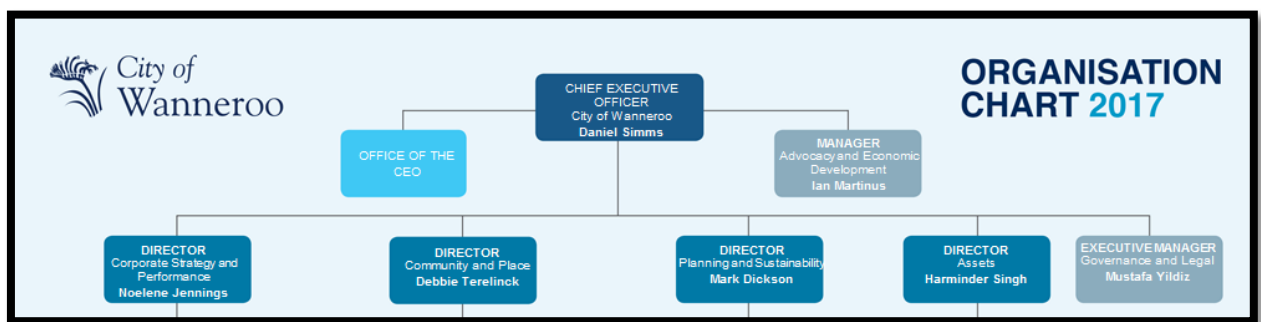 City of
Wanneroo
ORGANISATION
CHART 2017
CHIEF EXECUTIVE
OFFICER
City of Wanneroo
Daniel Simms
OFFICE OF THE
CEO
MANAGER
Advocacy and Economic
Development
Ian Martinus
DIRECTOR
Corporate Strategy and
Performance
Noelene Jennings
DIRECTOR
Community and Place
Debbie Terelinck
DIRECTOR
Planning and Sustainability
Mark Dickson
DIRECTOR
Assets
Harminder Singh
EXECUTIVE MANAGER
Governance and Legal
Mustafa Yildiz